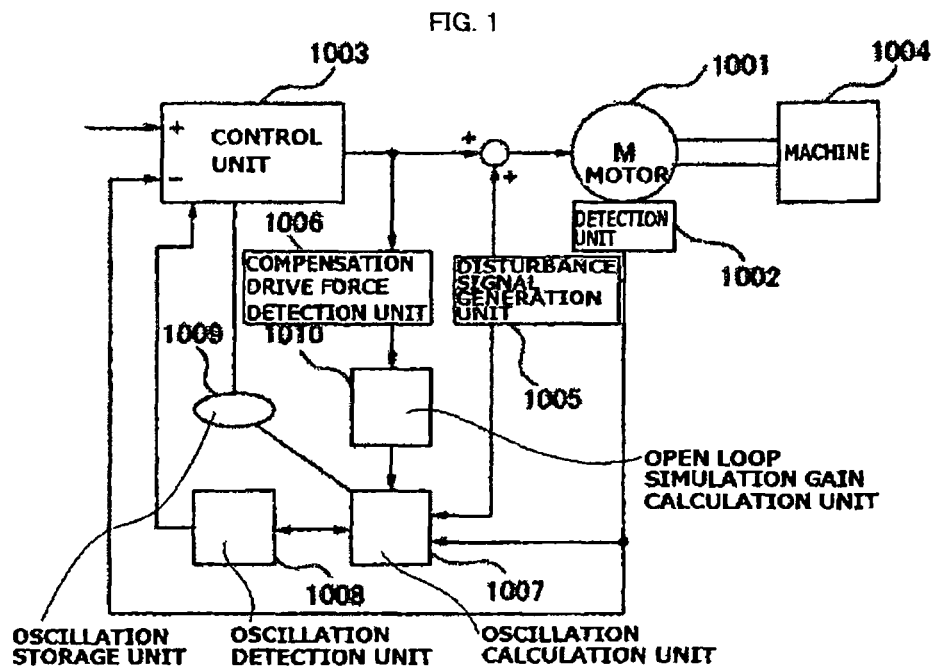 FIG. 1
1003
1001
1004
+
CONTROL
UNIT
−
+
+
M
MOTOR
MACHINE
DETECTION
UNIT
1002
1006
COMPENSATION
DRIVE FORCE
DETECTION UNIT
DISTURBANCE
SIGNAL
GENERATION
UNIT
1009
1010
1005
OPEN LOOP
SIMULATION GAIN
CALCULATION UNIT
1008
1007
OSCILLATION
STORAGE UNIT
OSCILLATION
DETECTION UNIT
OSCILLATION
CALCULATION UNIT